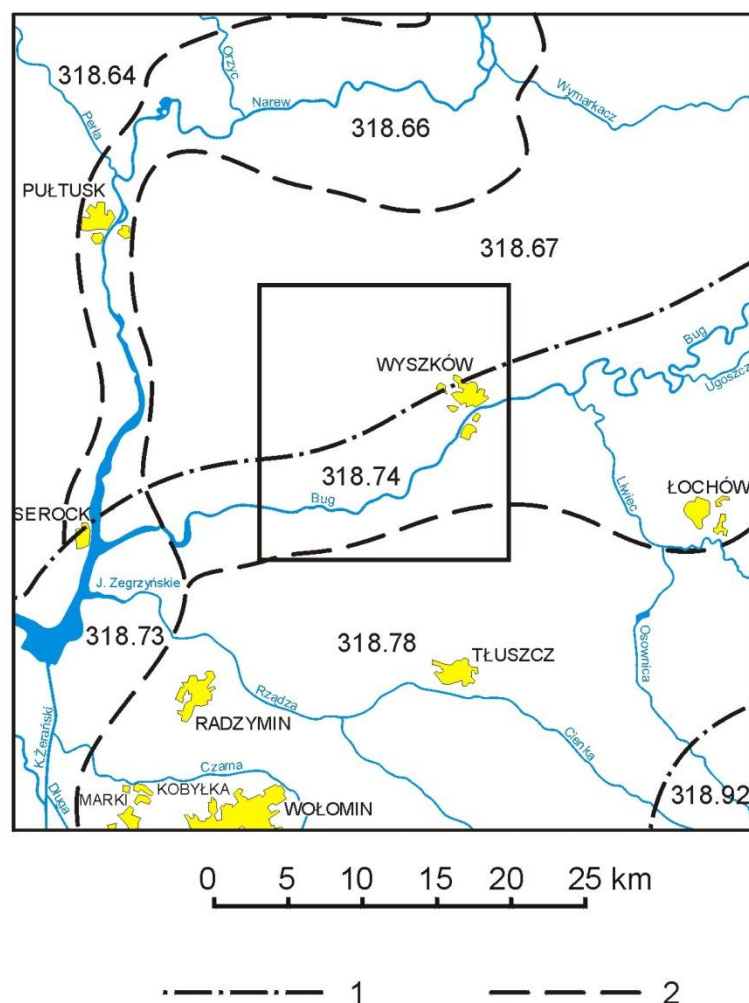 318.64
Orzyc
Narew
Wymarkacz
318.66
Pełta
PUŁTUSK
318.67
Bug
Ugoszcz
WYSZKÓW
318.74
Bug
Liwiec
ŁOCHÓW
SEROCK
J. Zegrzyńskie
318.73
318.78
TŁUSZCZ
Osownica
RADZYMIN
Rządza
Cienka
K.Żerański
Długa
Czarna
MARKI
KOBYŁKA
WOŁOMIN
318.92
0 5 10 15 20 25 km
1 2